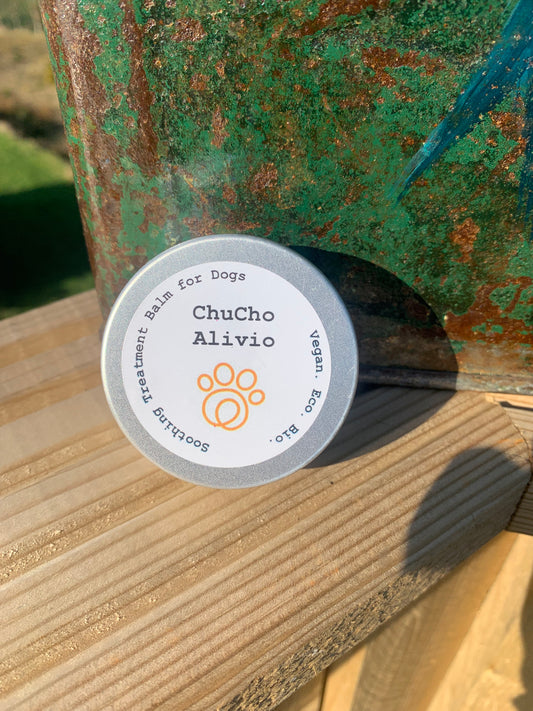 ChuCho
Alivio
Soothing Treatment Balm for Dogs
Vegan. Eco. Bio.